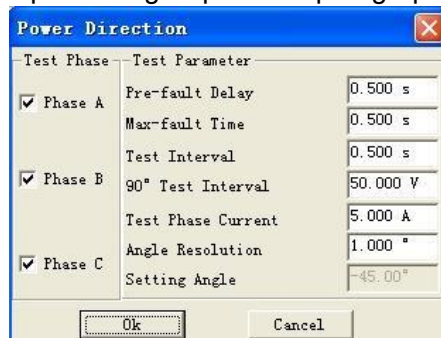 Power Direction
Test Phase Test Parameter
Phase A
Pre-fault Delay 0.500 s
Max-fault Time 0.500 s
Test Interval 0.500 s
Phase B
90° Test Interval 50.000 V
Test Phase Current 5.000 A
Angle Resolution 1.000 °
Phase C
Setting Angle -45.00°
Ok Cancel